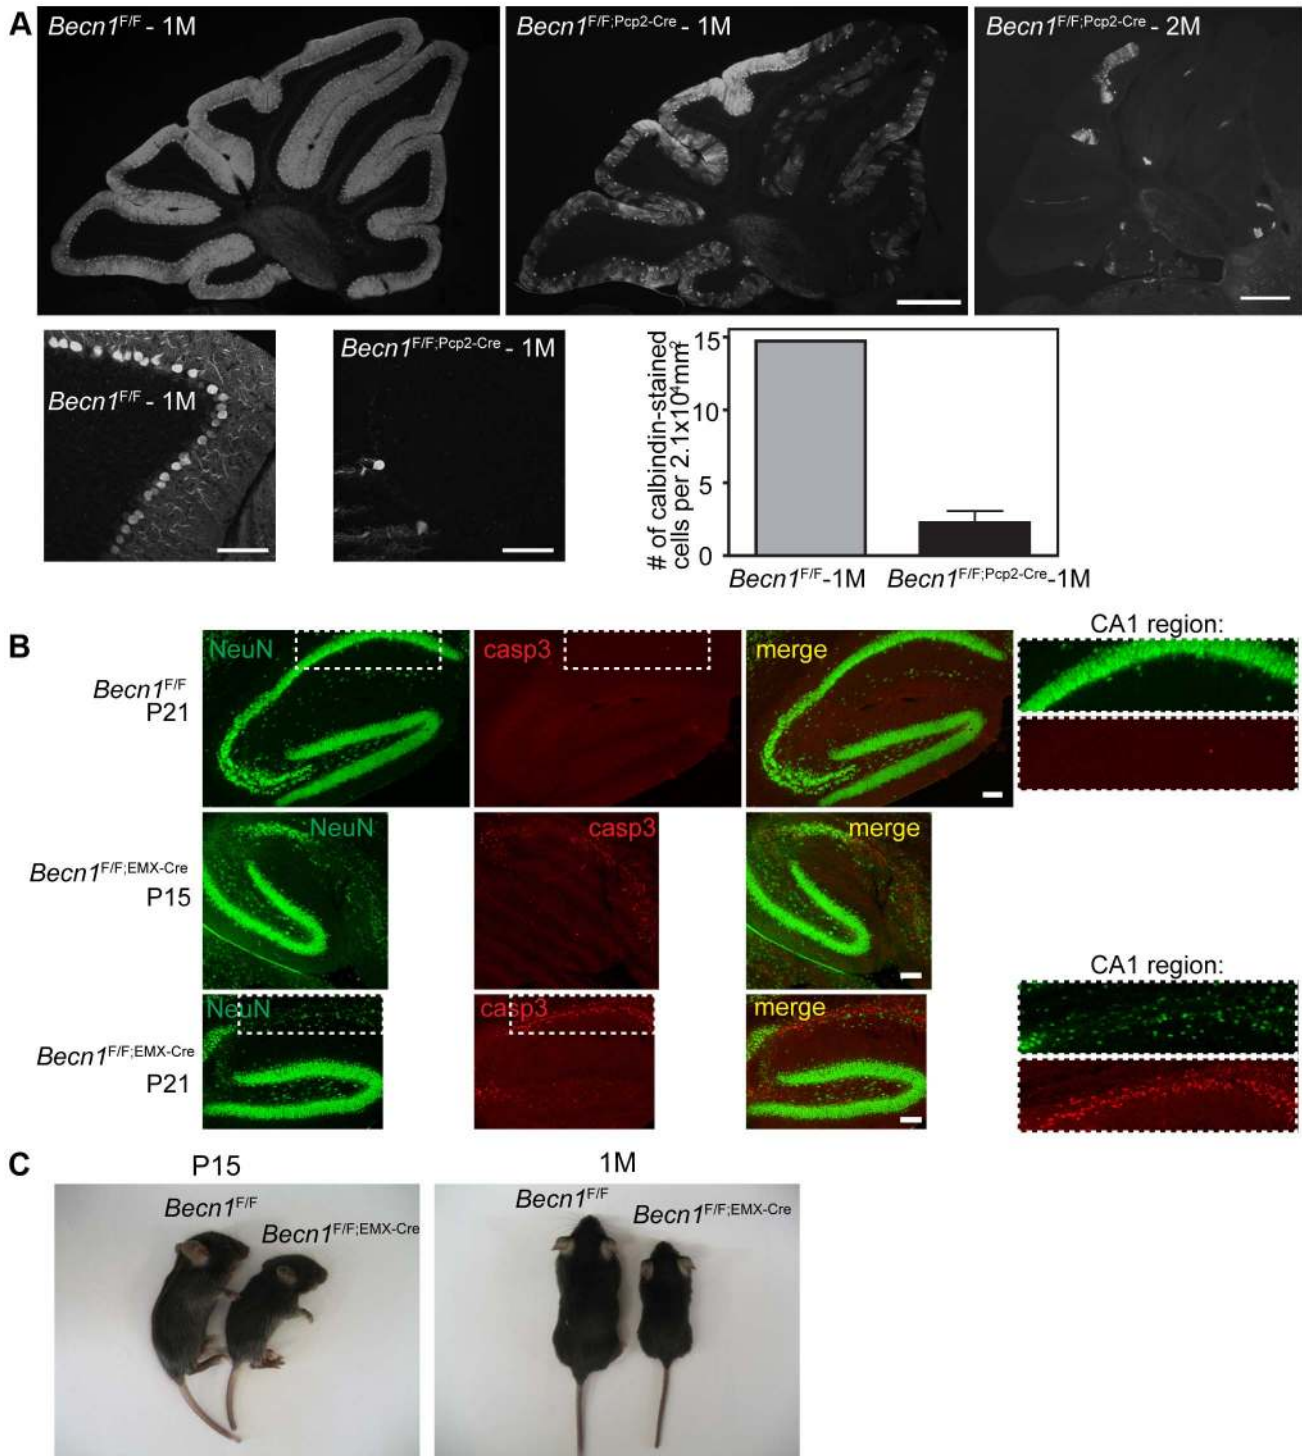 A
Becn1F/F - 1M
Becn1F/F;Pcp2-Cre - 1M
Becn1F/F;Pcp2-Cre - 2M
Becn1F/F - 1M
Becn1F/F;Pcp2-Cre - 1M
# of calbindin-stained
cells per 2.1x10⁴mm²
15
10
5
0
Becn1F/F-1M
Becn1F/F;Pcp2-Cre-1M
B
Becn1F/F
P21
NeuN
casp3
merge
CA1 region:
Becn1F/F;EMX-Cre
P15
NeuN
casp3
merge
Becn1F/F;EMX-Cre
P21
NeuN
casp3
merge
CA1 region:
C
P15
Becn1F/F
Becn1F/F;EMX-Cre
1M
Becn1F/F
Becn1F/F;EMX-Cre